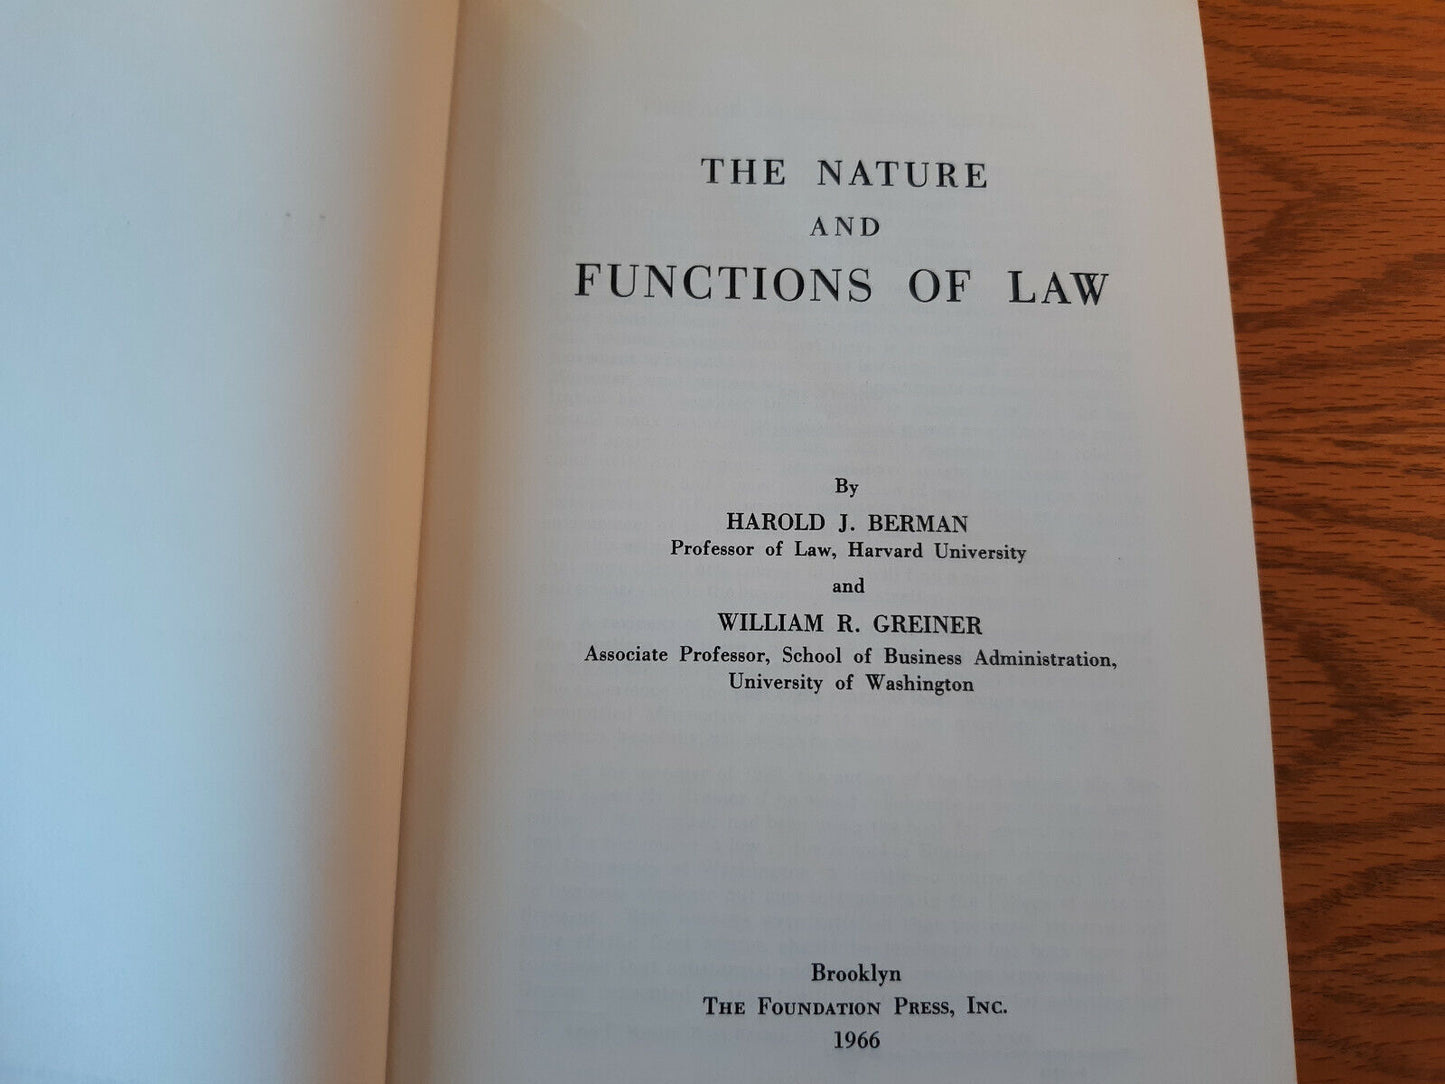 THE NATURE
AND
FUNCTIONS OF LAW
By
HAROLD J. BERMAN
Professor of Law, Harvard University
and
WILLIAM R. GREINER
Associate Professor, School of Business Administration,
University of Washington
Brooklyn
THE FOUNDATION PRESS, INC.
1966